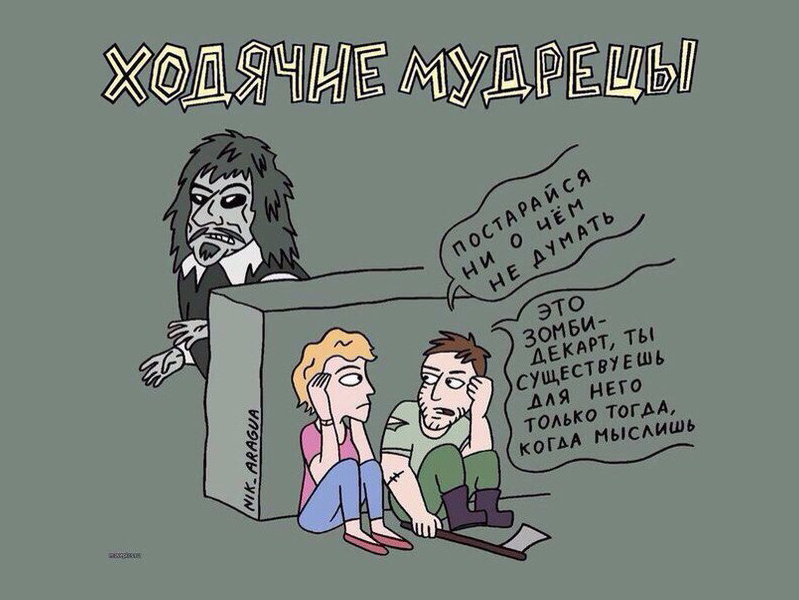 ХОДЯЧИЕ МУДРЕЦЫ
ПОСТАРАЙСЯ
НИ О ЧЁМ
НЕ ДУМАТЬ
ЭТО
ЗОМБИ-
ДЕКАРТ, ТЫ
СУЩЕСТВУЕШЬ
ДЛЯ НЕГО
ТОЛЬКО ТОГДА,
КОГДА МЫСЛИШЬ
NIK_ARAGUA